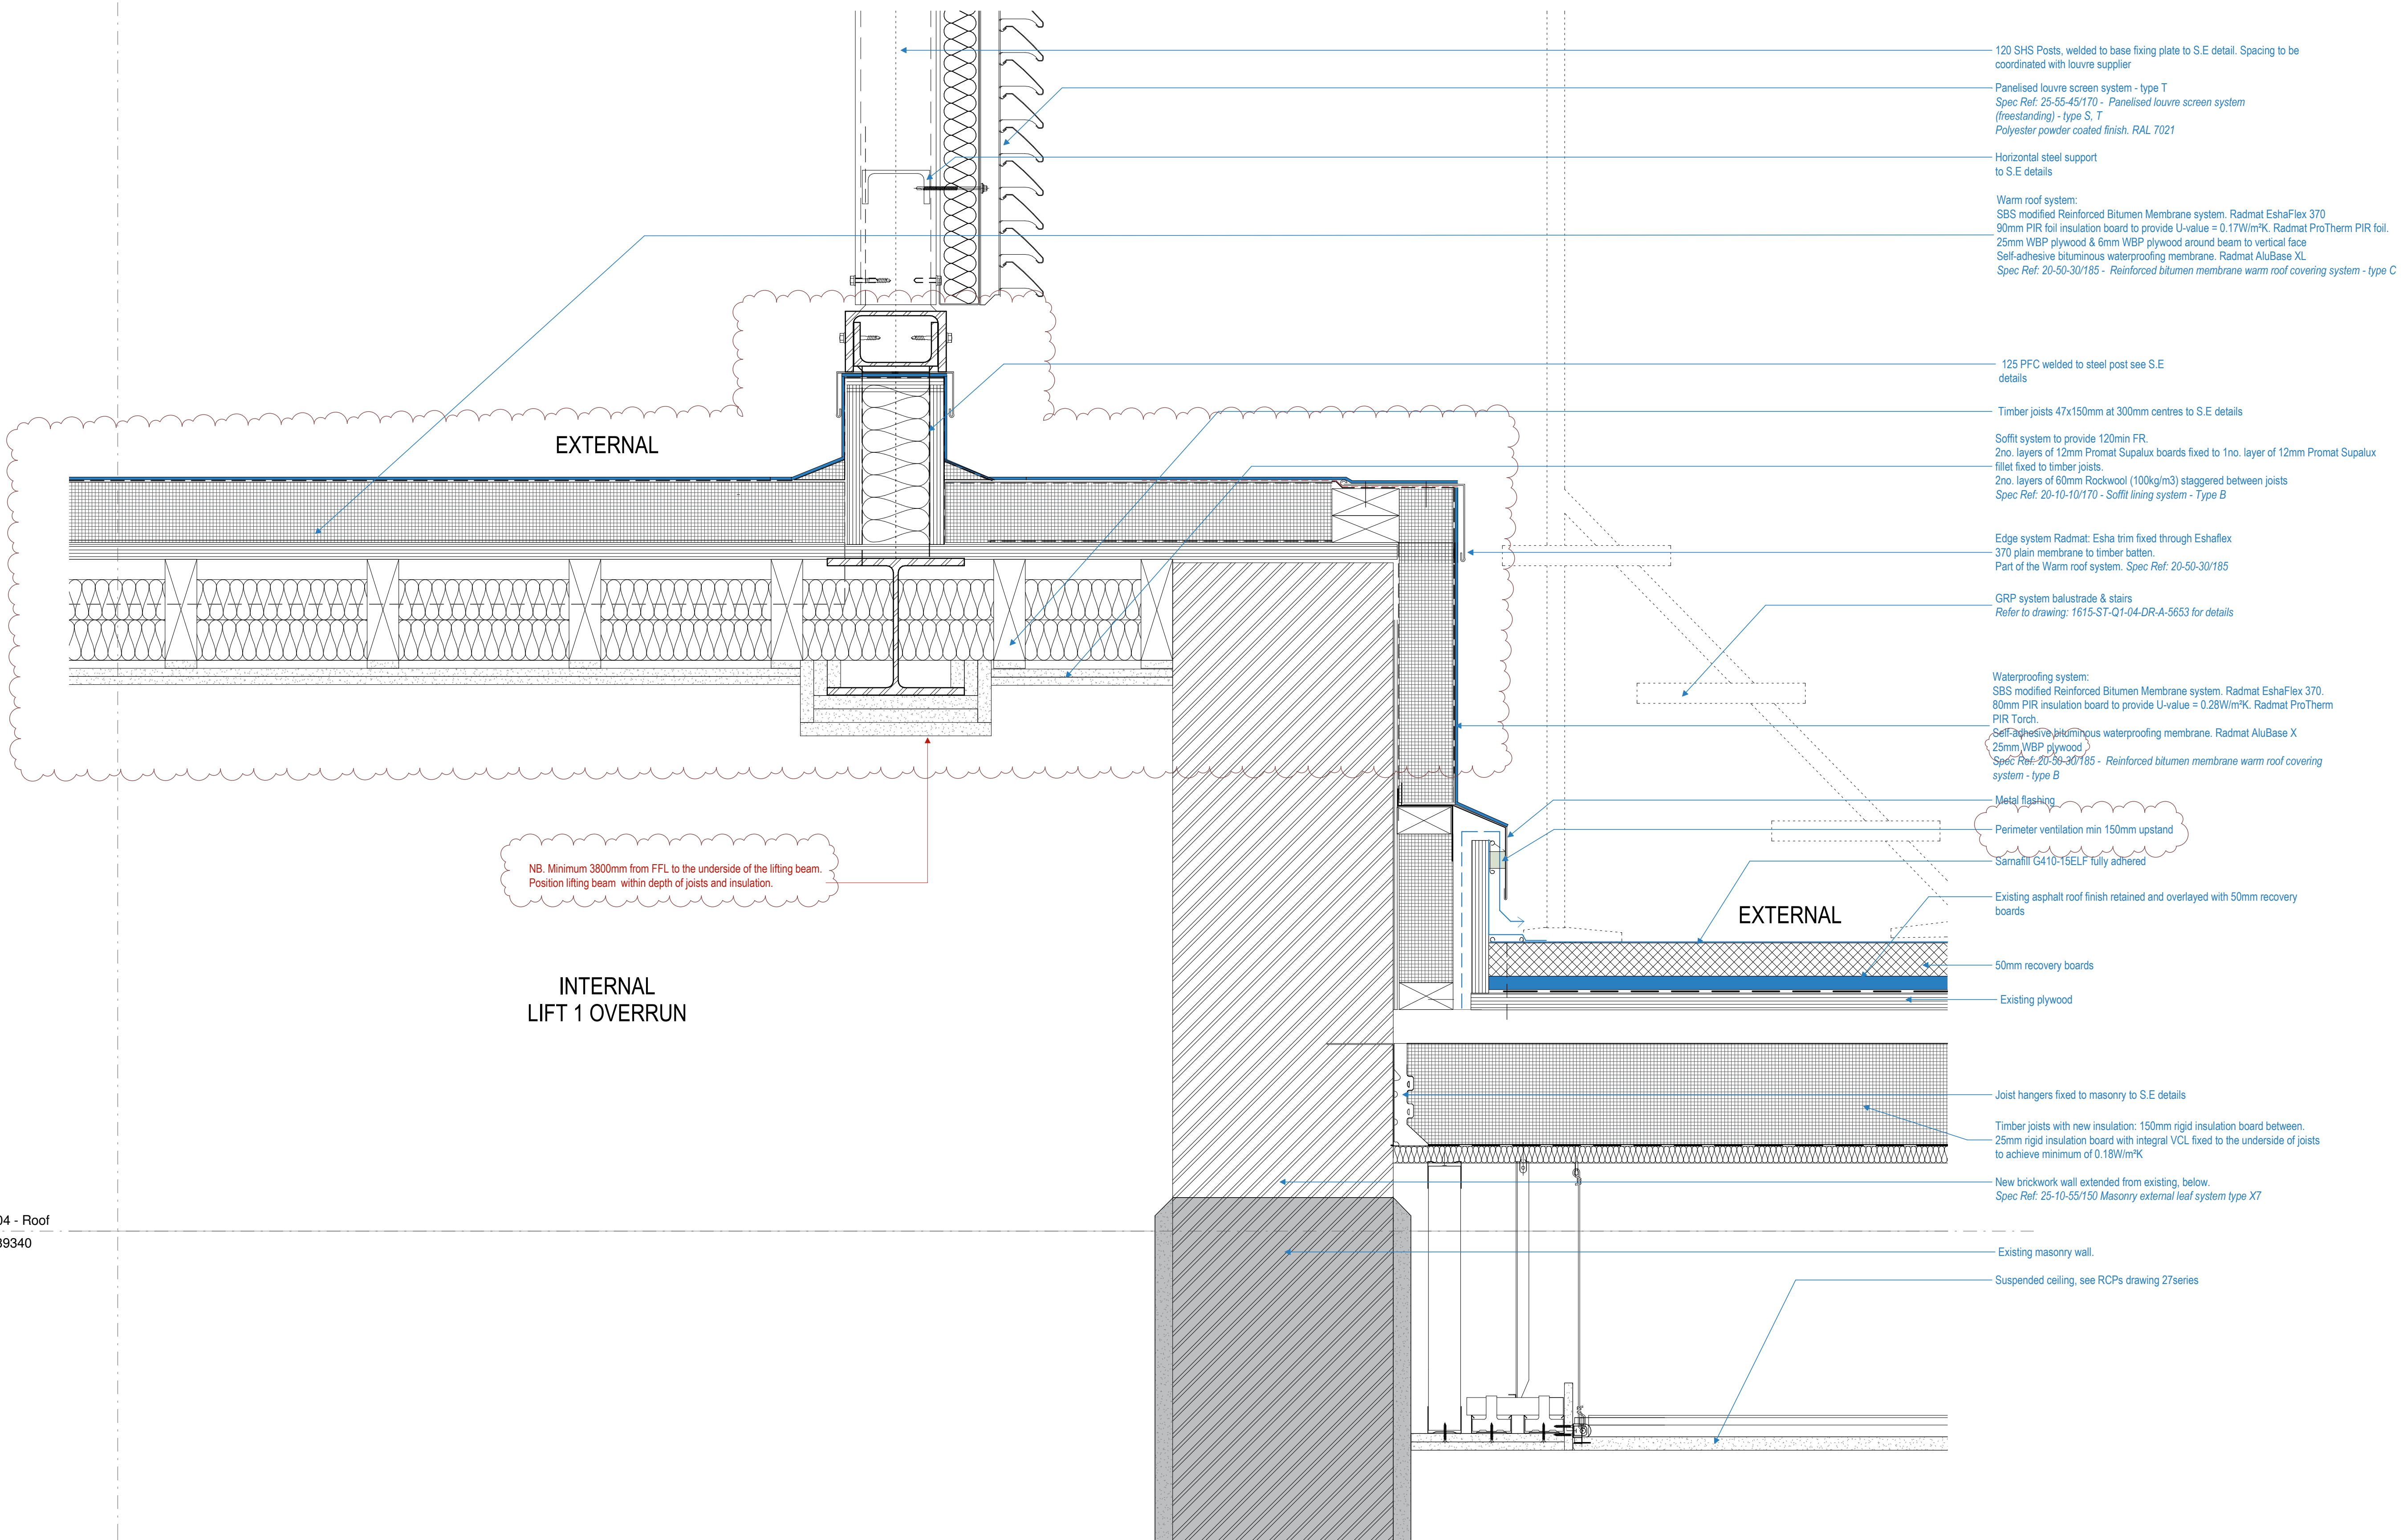 120 SHS Posts, welded to base fixing plate to S.E detail. Spacing to be
coordinated with louvre supplier
Panelised louvre screen system - type T
Spec Ref: 25-55-45/170 - Panelised louvre screen system
(freestanding) - type S, T
Polyester powder coated finish. RAL 7021
Horizontal steel support
to S.E details
Warm roof system:
SBS modified Reinforced Bitumen Membrane system. Radmat EshaFlex 370
90mm PIR foil insulation board to provide U-value = 0.17W/m²K. Radmat ProTherm PIR foil.
25mm WBP plywood & 6mm WBP plywood around beam to vertical face
Self-adhesive bituminous waterproofing membrane. Radmat AluBase XL
Spec Ref: 20-50-30/185 - Reinforced bitumen membrane warm roof covering system - type C
125 PFC welded to steel post see S.E
details
Timber joists 47x150mm at 300mm centres to S.E details
EXTERNAL
Soffit system to provide 120min FR.
2no. layers of 12mm Promat Supalux boards fixed to 1no. layer of 12mm Promat Supalux
fillet fixed to timber joists.
2no. layers of 60mm Rockwool (100kg/m3) staggered between joists
Spec Ref: 20-10-10/170 - Soffit lining system - Type B
Edge system Radmat: Esha trim fixed through Eshaflex
370 plain membrane to timber batten.
Part of the Warm roof system. Spec Ref: 20-50-30/185
GRP system balustrade & stairs
Refer to drawing: 1615-ST-Q1-04-DR-A-5653 for details
Waterproofing system:
SBS modified Reinforced Bitumen Membrane system. Radmat EshaFlex 370.
80mm PIR insulation board to provide U-value = 0.28W/m²K. Radmat ProTherm
PIR Torch.
Self-adhesive bituminous waterproofing membrane. Radmat AluBase X
25mm WBP plywood
Spec Ref: 20-50-30/185 - Reinforced bitumen membrane warm roof covering
system - type B
Metal flashing
Perimeter ventilation min 150mm upstand
Sarnafill G410-15ELF fully adhered
NB. Minimum 3800mm from FFL to the underside of the lifting beam.
Position lifting beam within depth of joists and insulation.
Existing asphalt roof finish retained and overlayed with 50mm recovery
boards
EXTERNAL
50mm recovery boards
INTERNAL
LIFT 1 OVERRUN
Existing plywood
Joist hangers fixed to masonry to S.E details
Timber joists with new insulation: 150mm rigid insulation board between.
25mm rigid insulation board with integral VCL fixed to the underside of joists
to achieve minimum of 0.18W/m²K
New brickwork wall extended from existing, below.
Spec Ref: 25-10-55/150 Masonry external leaf system type X7
04 - Roof
39340
Existing masonry wall.
Suspended ceiling, see RCPs drawing 27series